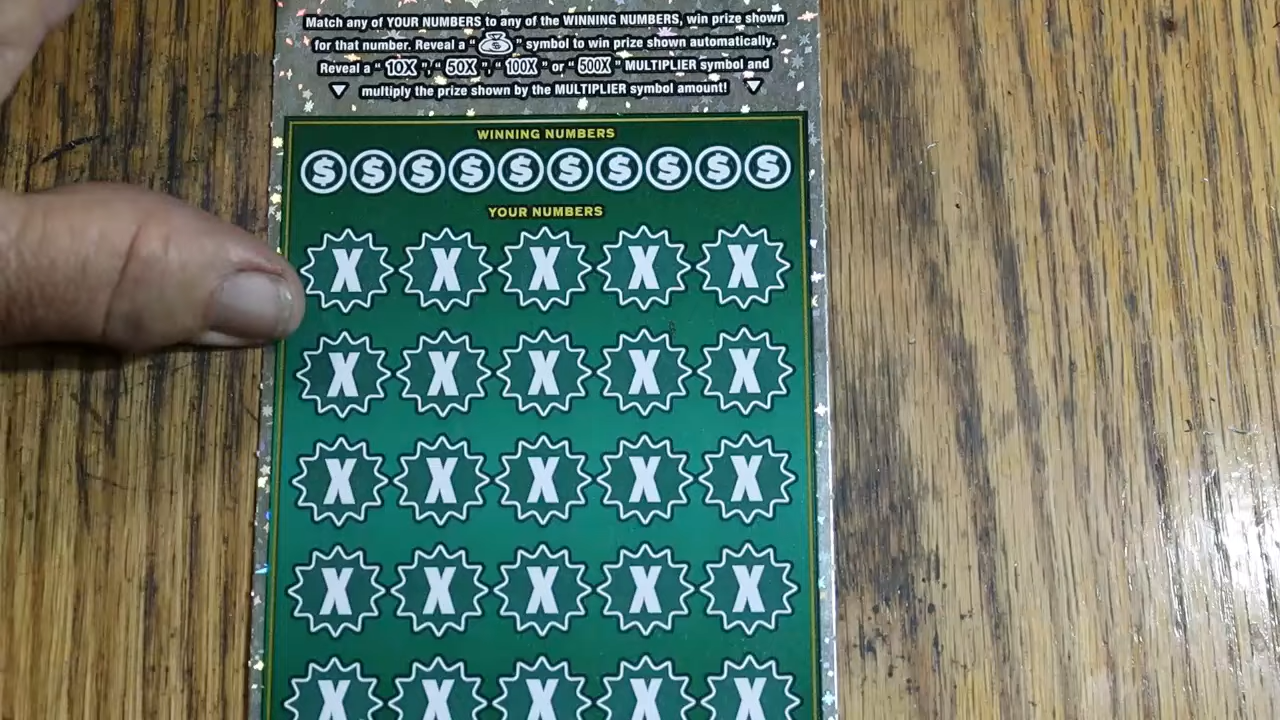 Match any of YOUR NUMBERS to any of the WINNING NUMBERS, win prize shown
for that number. Reveal a " $ " symbol to win prize shown automatically.
Reveal a " 10X ", " 50X ", " 100X " or " 500X " MULTIPLIER symbol and
multiply the prize shown by the MULTIPLIER symbol amount!
WINNING NUMBERS
$ $ $ $ $ $ $ $ $ $
YOUR NUMBERS
X X X X X
X X X X X
X X X X X
X X X X X
X X X X X